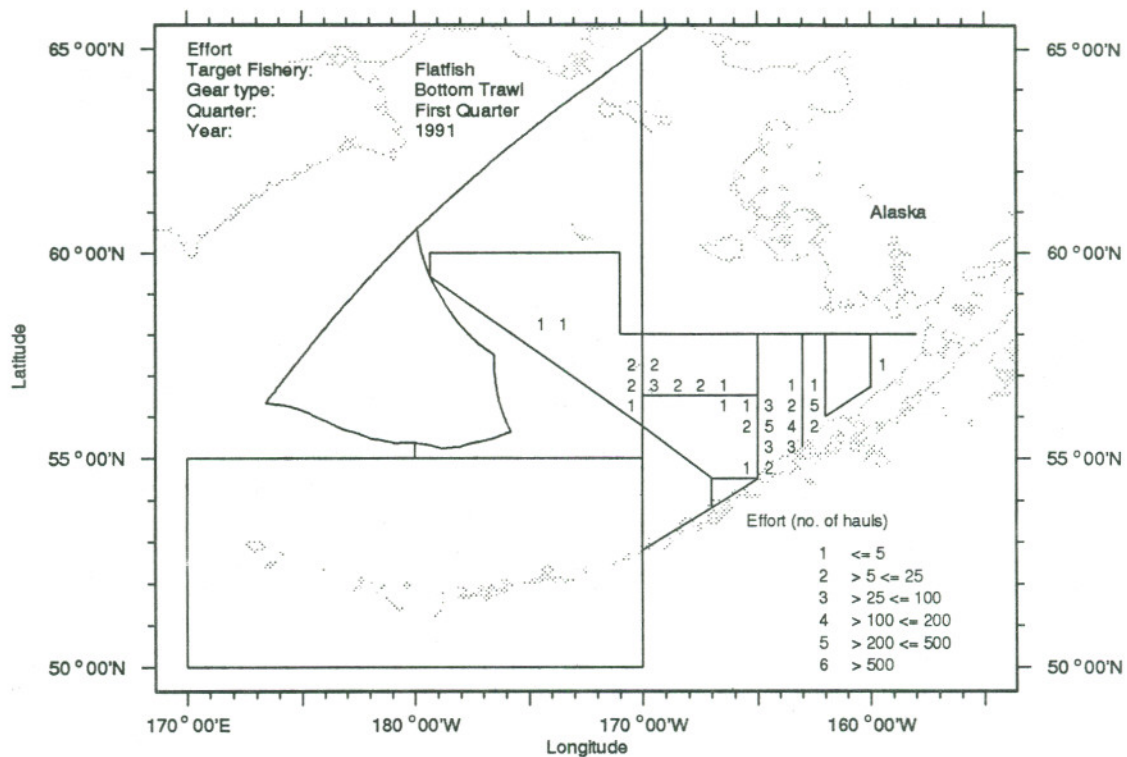 65°00'N 65°00'N
Effort
Target Fishery: Flatfish
Gear type: Bottom Trawl
Quarter: First Quarter
Year: 1991
Alaska
60°00'N 60°00'N
Latitude
1 1
2 2
1
2 3 2 2 1 1 1
1 1 1 3 2 5
2 5 4 2
3 3
1 2
55°00'N 55°00'N
Effort (no. of hauls)
1 <= 5
2 > 5 <= 25
3 > 25 <= 100
4 > 100 <= 200
5 > 200 <= 500
6 > 500
50°00'N 50°00'N
170°00'E 180°00'W 170°00'W 160°00'W
Longitude